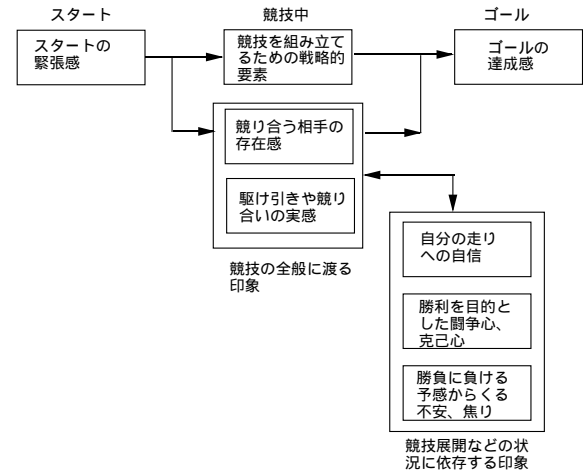 スタート
競技中
ゴール
スタートの
緊張感
競技を組み立て
るための戦略的
要素
ゴールの
達成感
競り合う相手の
存在感
駆け引きや競り
合いの実感
競技の全般に渡る
印象
自分の走り
への自信
勝利を目的と
した闘争心、
克己心
勝負に負ける
予感からくる
不安、焦り
競技展開などの状
況に依存する印象